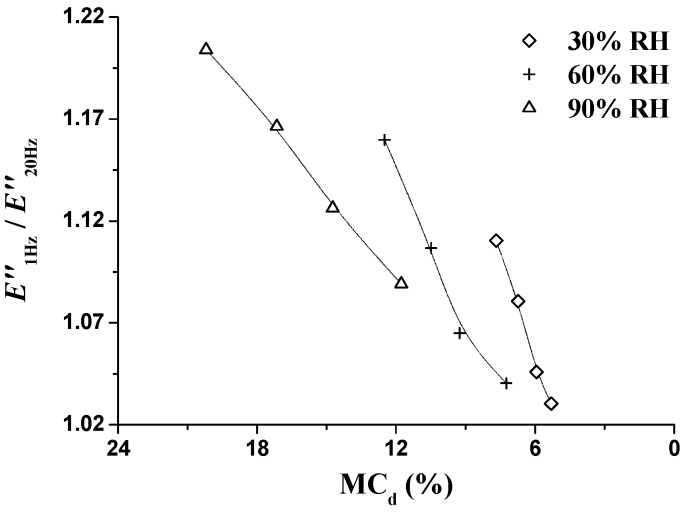 1.22
1.17
1.12
1.07
1.02
E''1Hz / E''20Hz
30% RH
60% RH
90% RH
24 18 12 6 0
MCd (%)